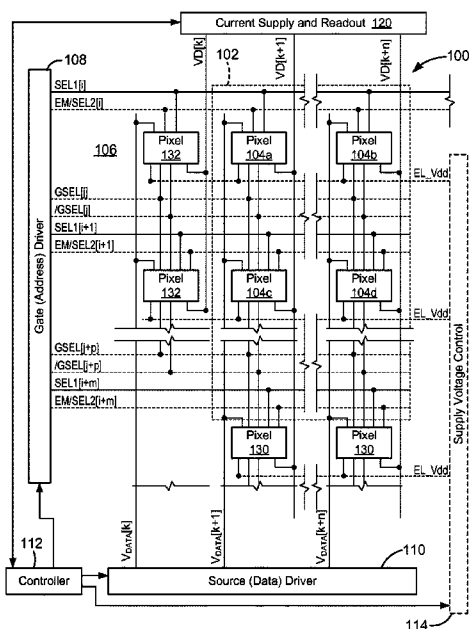 Current Supply and Readout 120
108
102
VD[k]
VD[k+1]
VD[k+n]
100
SEL1[i]
EM/SEL2[i]
106
Pixel
132
Pixel
104a
Pixel
104b
EL_Vdd
GSEL[j]
/GSEL[j]
SEL1[i+1]
EM/SEL2[i+1]
Pixel
132
Pixel
104c
Pixel
104d
EL_Vdd
Gate (Address) Driver
Supply Voltage Control
GSEL[j+p]
/GSEL[j+p]
SEL1[i+m]
EM/SEL2[i+m]
Pixel
130
Pixel
130
EL_Vdd
VDATA[k]
VDATA[k+1]
VDATA[k+n]
112
110
Controller
Source (Data) Driver
114